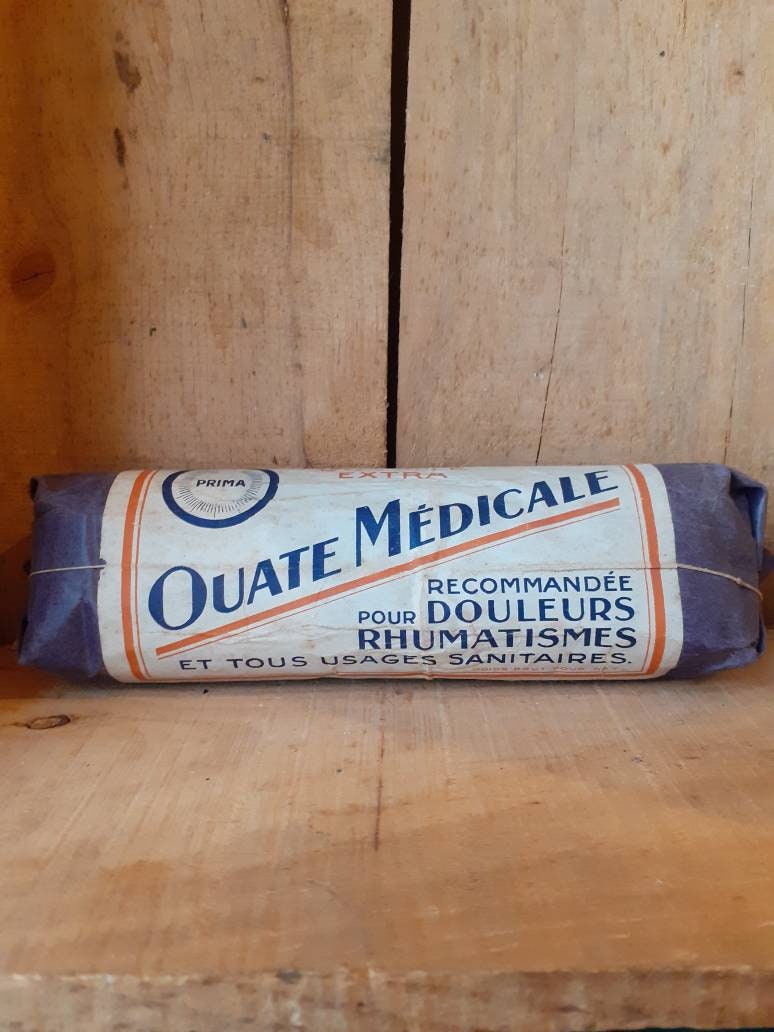 PRIMA
EXTRA
OUATE MÉDICALE
RECOMMANDÉE
POUR DOULEURS
RHUMATISMES
ET TOUS USAGES SANITAIRES.